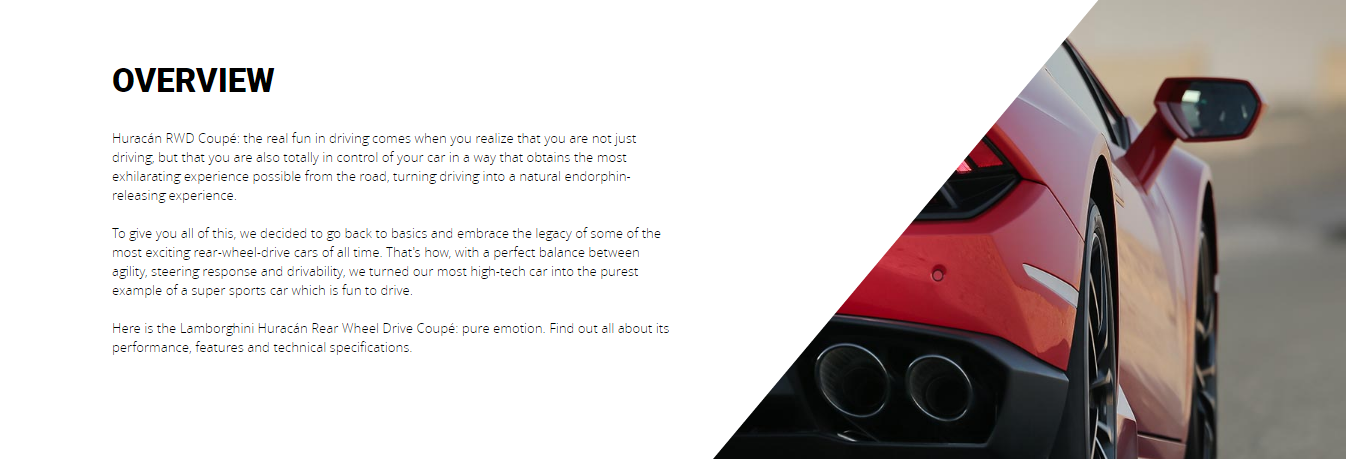 OVERVIEW
Huracán RWD Coupé: the real fun in driving comes when you realize that you are not just
driving, but that you are also totally in control of your car in a way that obtains the most
exhilarating experience possible from the road, turning driving into a natural endorphin-
releasing experience.
To give you all of this, we decided to go back to basics and embrace the legacy of some of the
most exciting rear-wheel-drive cars of all time. That's how, with a perfect balance between
agility, steering response and drivability, we turned our most high-tech car into the purest
example of a super sports car which is fun to drive.
Here is the Lamborghini Huracán Rear Wheel Drive Coupé: pure emotion. Find out all about its
performance, features and technical specifications.